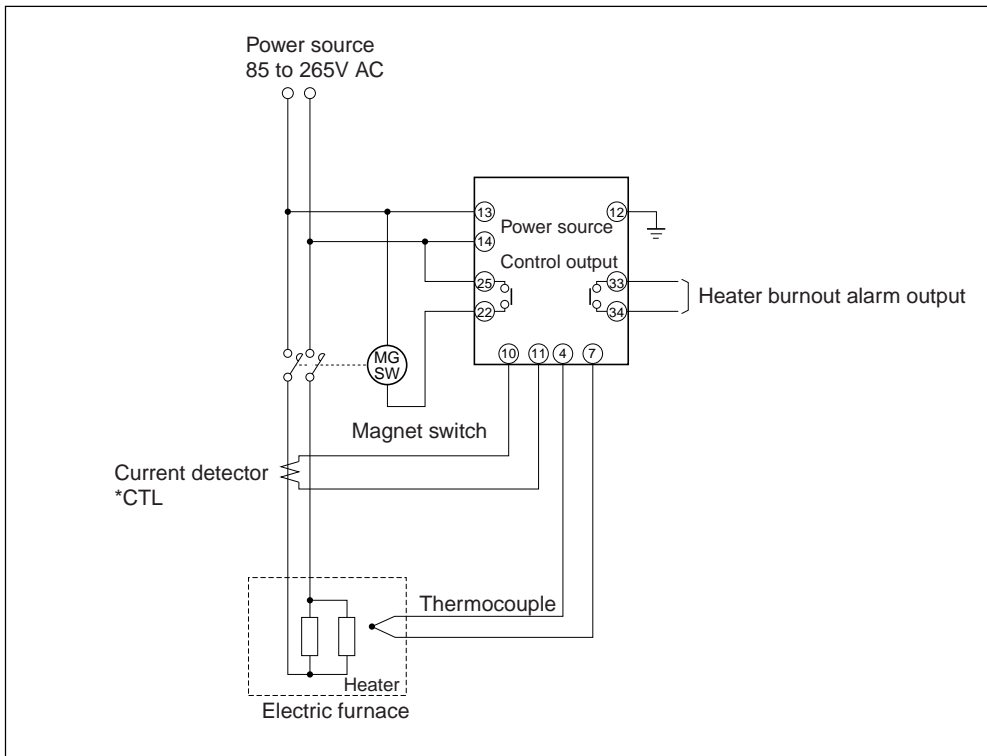 Power source
85 to 265V AC
13
12
Power source
14
Control output
25
33
Heater burnout alarm output
22
34
10
11
4
7
MG
SW
Magnet switch
Current detector
*CTL
Thermocouple
Heater
Electric furnace